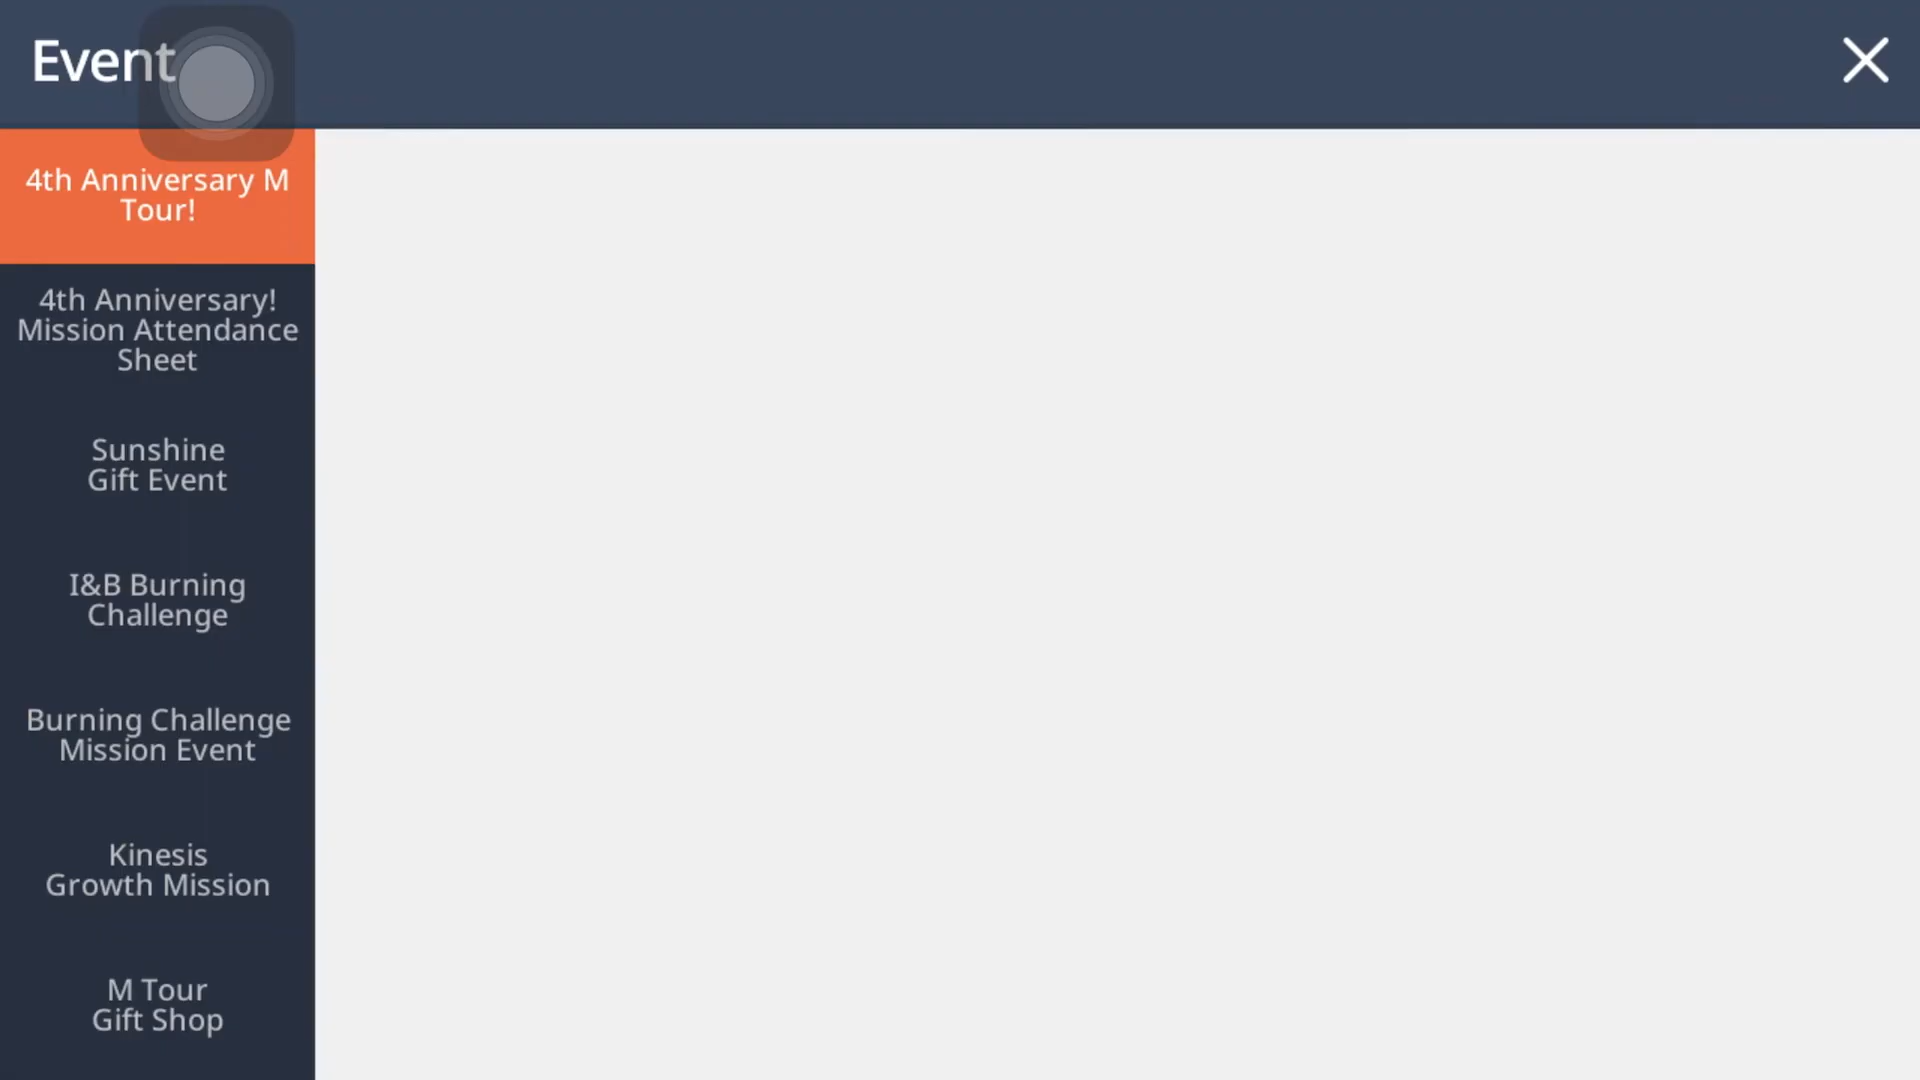 Event
4th Anniversary M
Tour!
4th Anniversary!
Mission Attendance
Sheet
Sunshine
Gift Event
I&B Burning
Challenge
Burning Challenge
Mission Event
Kinesis
Growth Mission
M Tour
Gift Shop